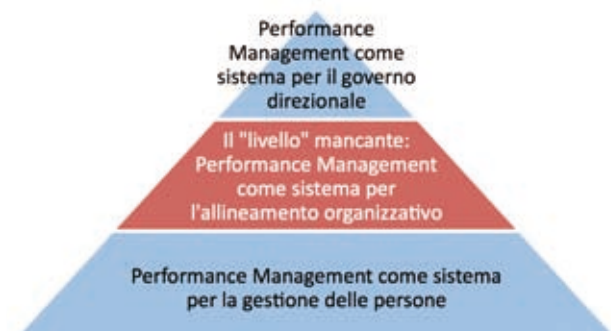 Performance
Management come
sistema per il governo
direzionale
Il "livello" mancante:
Performance Management
come sistema per
l'allineamento organizzativo
Performance Management come sistema
per la gestione delle persone